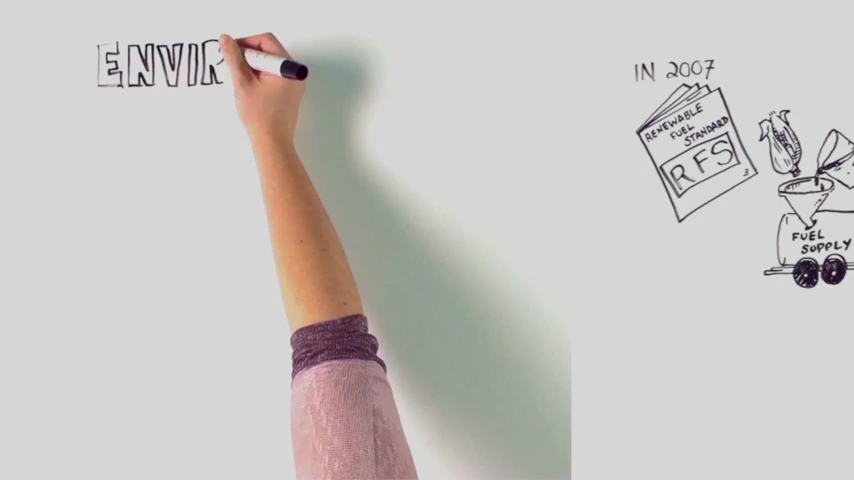 ENVIR
IN 2007
RENEWABLE
FUEL
STANDARD
RFS
FUEL
SUPPLY